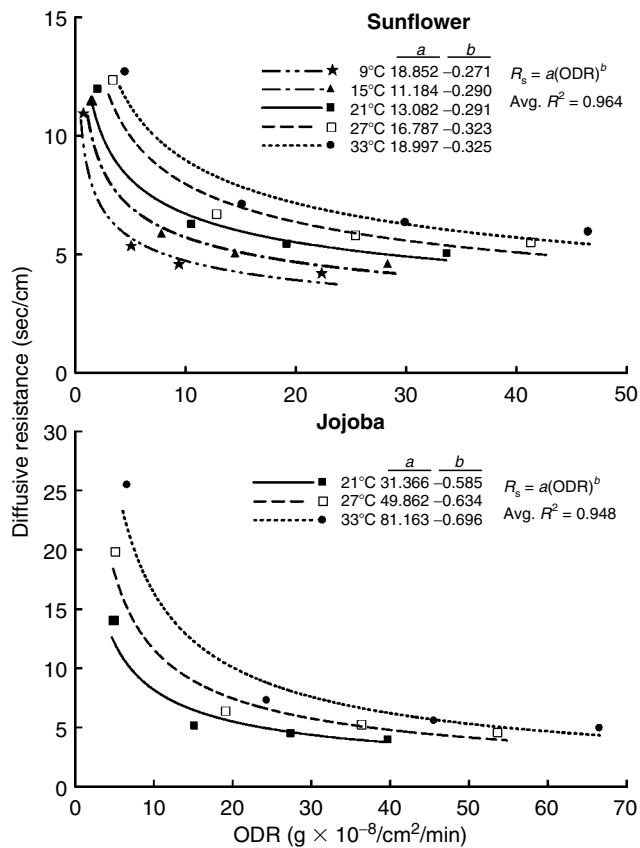 Sunflower
a b
9°C 18.852 –0.271
15°C 11.184 –0.290
21°C 13.082 –0.291
27°C 16.787 –0.323
33°C 18.997 –0.325
Rs = a(ODR)b
Avg. R2 = 0.964
15
10
5
0
0 10 20 30 40 50
Diffusive resistance (sec/cm)
Jojoba
a b
21°C 31.366 –0.585
27°C 49.862 –0.634
33°C 81.163 –0.696
Rs = a(ODR)b
Avg. R2 = 0.948
30
25
20
15
10
5
0
0 10 20 30 40 50 60 70
ODR (g × 10–8/cm2/min)